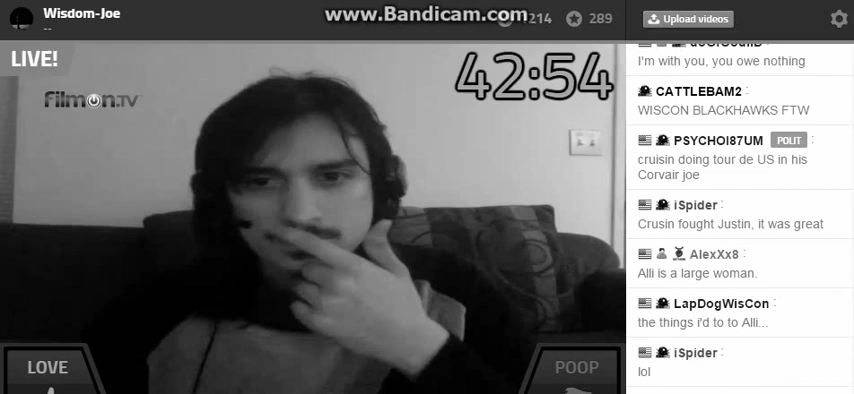 Wisdom-Joe
--
www.Bandicam.com
214
289
Upload videos
LIVE!
filmon.TV
42:54
LOVE
POOP
I'm with you, you owe nothing
CATTLEBAM2 :
WISCON BLACKHAWKS FTW
PSYCHOI87UM POLIT :
cruisin doing tour de US in his
Corvair joe
iSpider :
Crusin fought Justin, it was great
AlexXx8 :
Alli is a large woman.
LapDogWisCon :
the things i'd to to Alli...
iSpider :
lol